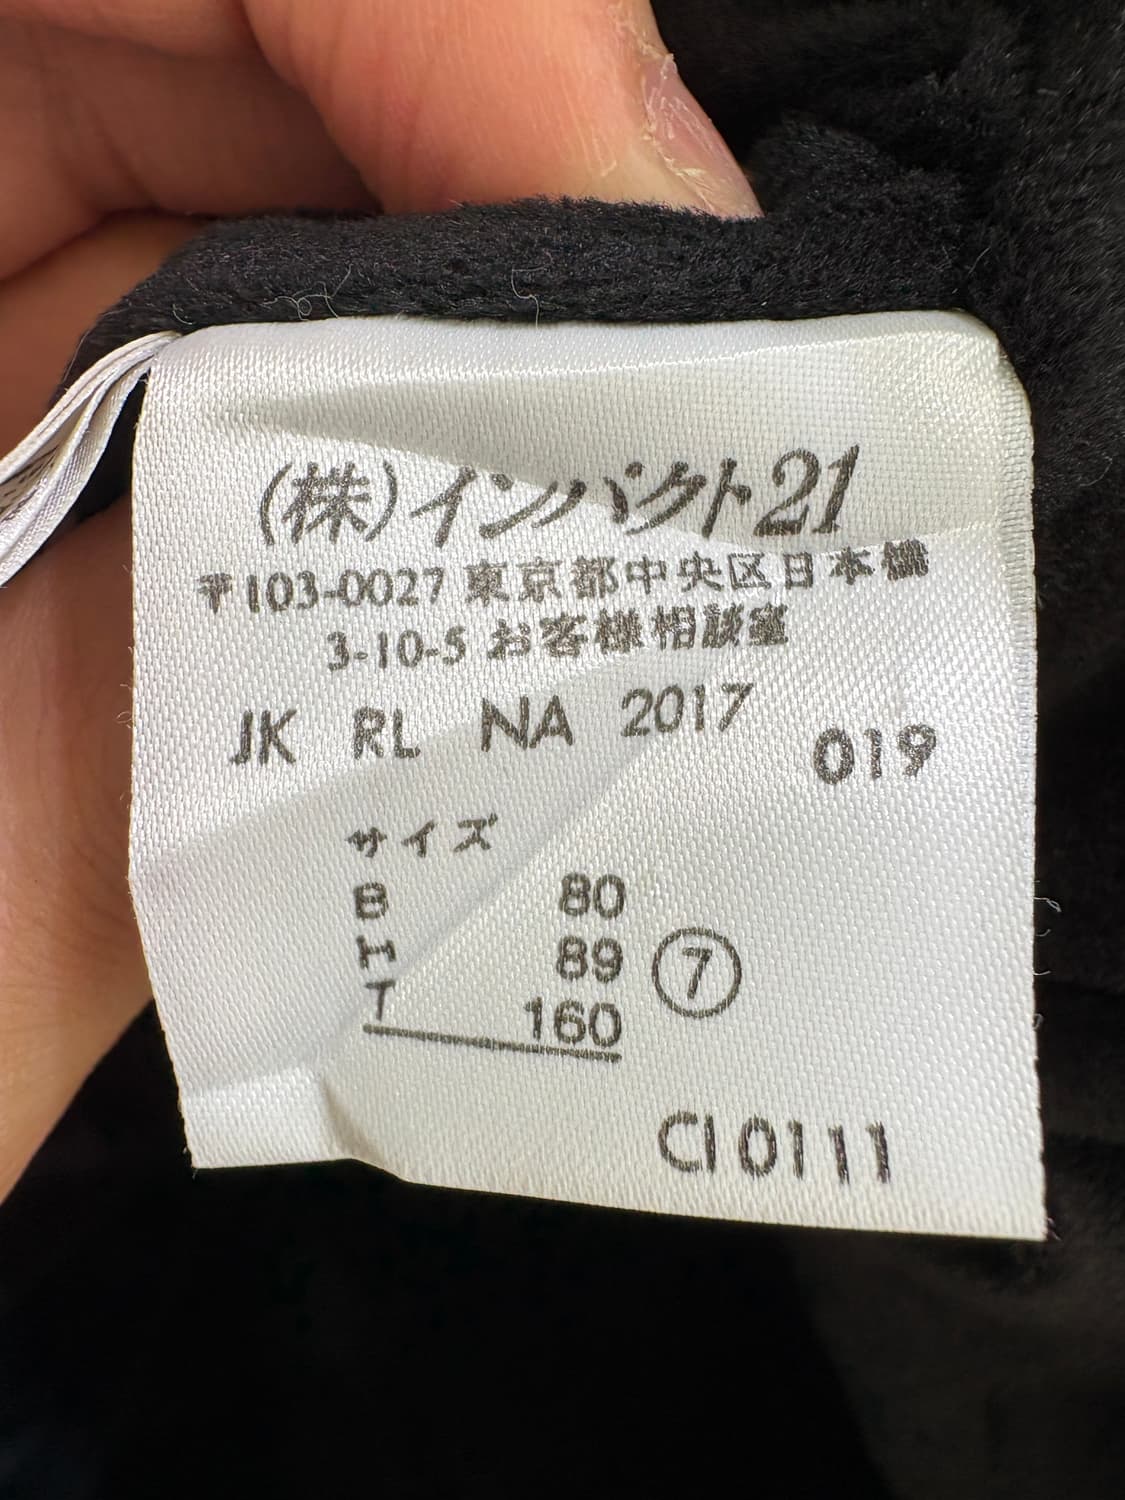 (株)インパクト21
〒103-0027 東京都中央区日本橋
3-10-5 お客様相談室
JK RL NA 2017 019
サイズ
B 80
H 89 ⑦
T 160
CI 0111